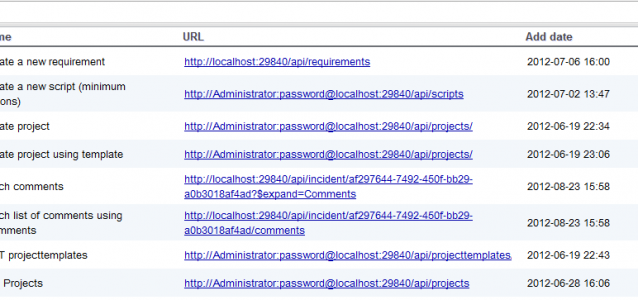 me URL Add date
ate a new requirement http://localhost:29840/api/requirements 2012-07-06 16:00
ate a new script (minimum
ons) http://Administrator:password@localhost:29840/api/scripts 2012-07-02 13:47
ate project http://Administrator:password@localhost:29840/api/projects/ 2012-06-19 22:34
ate project using template http://Administrator:password@localhost:29840/api/projects/ 2012-06-19 23:06
ch comments http://localhost:29840/api/incident/af297644-7492-450f-bb29-
a0b3018af4ad?$expand=Comments 2012-08-23 15:58
ch list of comments using http://localhost:29840/api/incident/af297644-7492-450f-bb29-
mments a0b3018af4ad/comments 2012-08-23 15:58
T projecttemplates http://Administrator:password@localhost:29840/api/projecttemplates 2012-06-19 22:43
Projects http://Administrator:password@localhost:29840/api/projects 2012-06-28 16:06